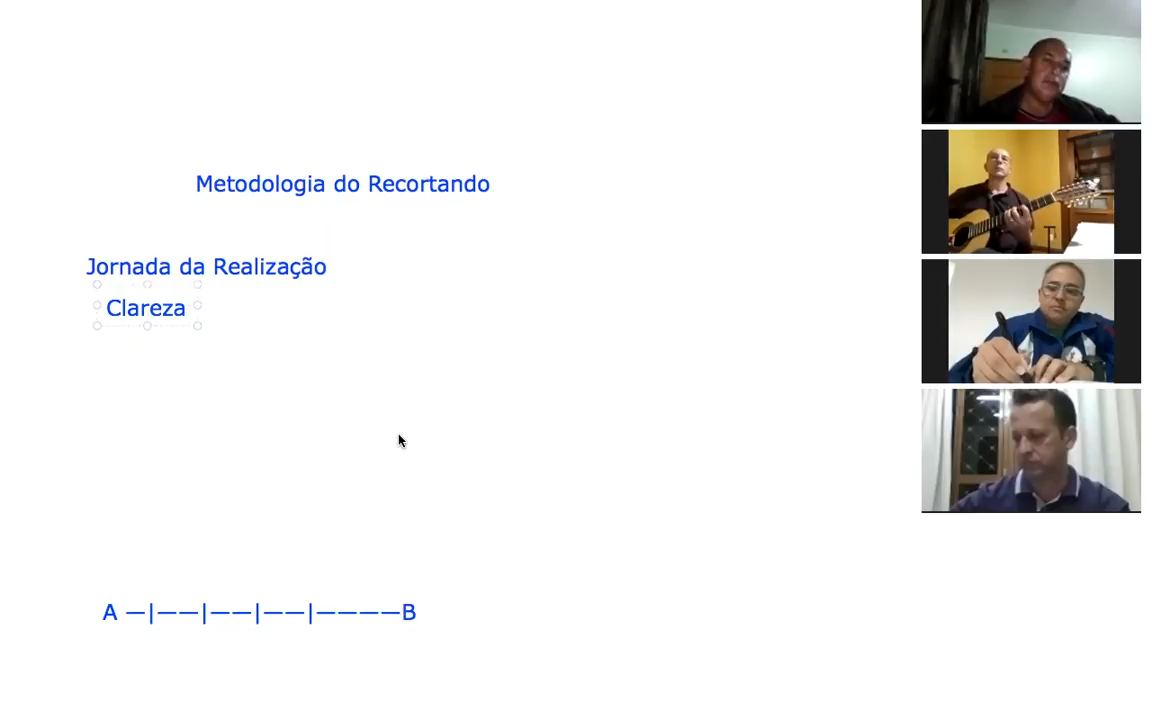 Metodologia do Recortando
Jornada da Realização
Clareza
A —|——|——|——|————B